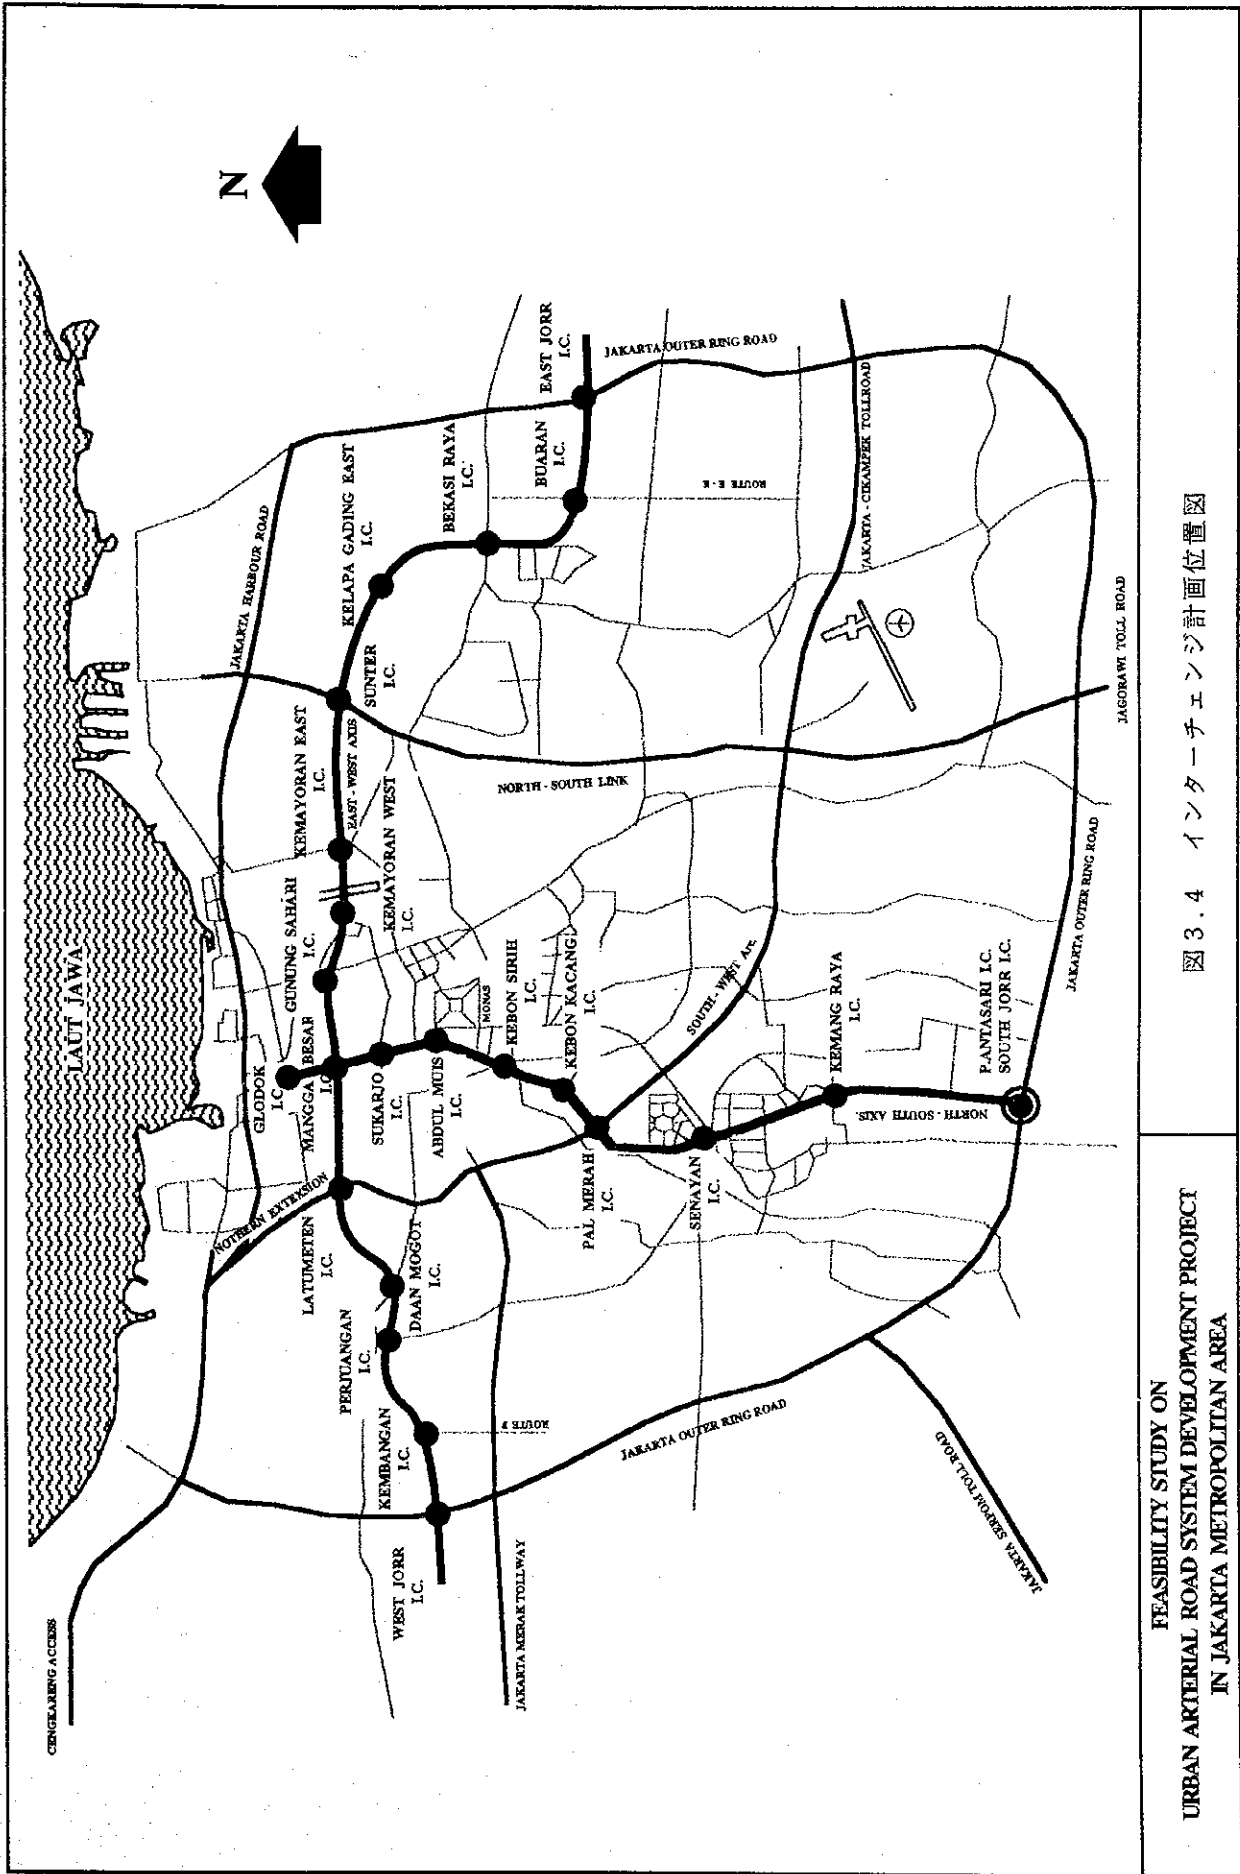 N
LAUT JAWA
CENGKARENG ACCESS
JAKARTA HARBOUR ROAD
NOTHERN EXTEKSION
GLODOK
I.C.
MANGGA BESAR
I.C.
GUNUNG SAHARI
I.C.
KEMAYORAN EAST
I.C.
EAST - WEST AXIS
KEMAYORAN WEST
I.C.
SUNTER
I.C.
KELAPA GADING EAST
I.C.
BEKASI RAYA
I.C.
BUARAN
I.C.
EAST JORR
I.C.
JAKARTA OUTER RING ROAD
ROUTE E - E
JAKARTA - CIKAMPEK TOLLROAD
NORTH - SOUTH LINK
JAGORAWI TOLL ROAD
LATUMETEN
I.C.
SUKARJO
I.C.
ABDUL MUIS
I.C.
MONAS
KEBON SIRIH
I.C.
KEBON KACANG
I.C.
DAAN MOGOT
I.C.
PERJUANGAN
I.C.
KEMBANGAN
I.C.
WEST JORR
I.C.
ROUTE F
JAKARTA MERAK TOLLWAY
PAL MERAH
I.C.
SENAYAN
I.C.
SOUTH - WEST Arc.
KEMANG RAYA
I.C.
NORTH - SOUTH AXIS.
P.ANTASARI I.C.
SOUTH JORR I.C.
JAKARTA OUTER RING ROAD
JAKARTA OUTER RING ROAD
JAKARTA SERPOM TOLL ROAD
FEASIBILITY STUDY ON
URBAN ARTERIAL ROAD SYSTEM DEVELOPMENT PROJECT
IN JAKARTA METROPOLITAN AREA
図 3.4 インターチェンジ計画位置図